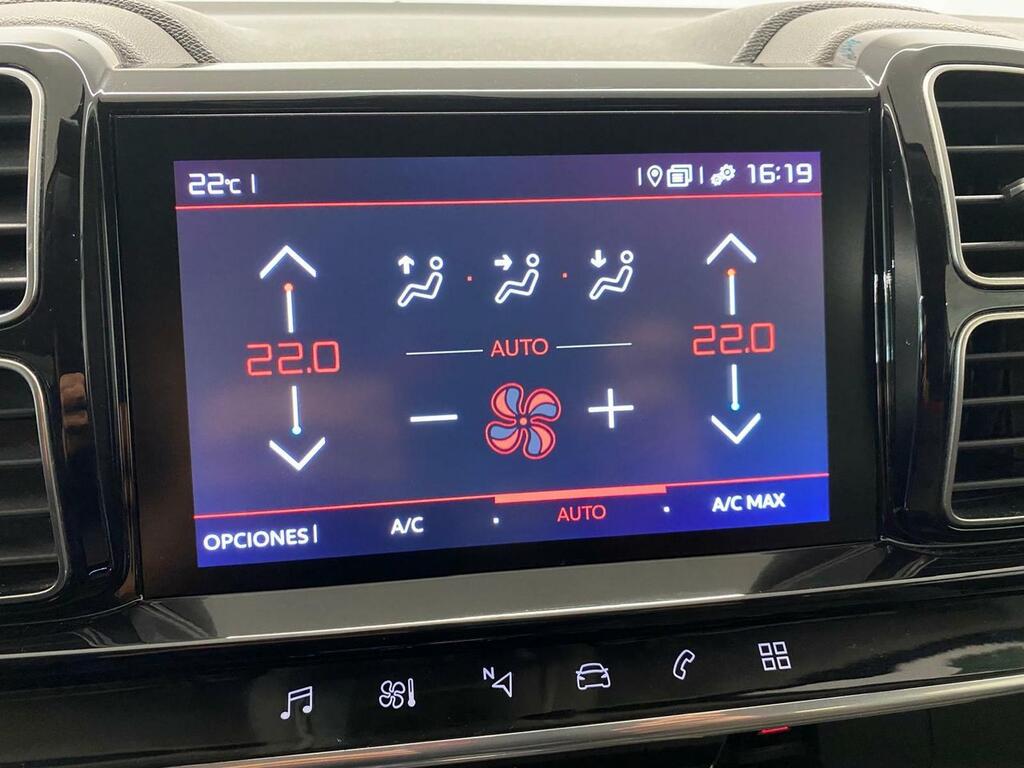 22°C
16:19
22.0
AUTO
22.0
OPCIONES
A/C
AUTO
A/C MAX
N